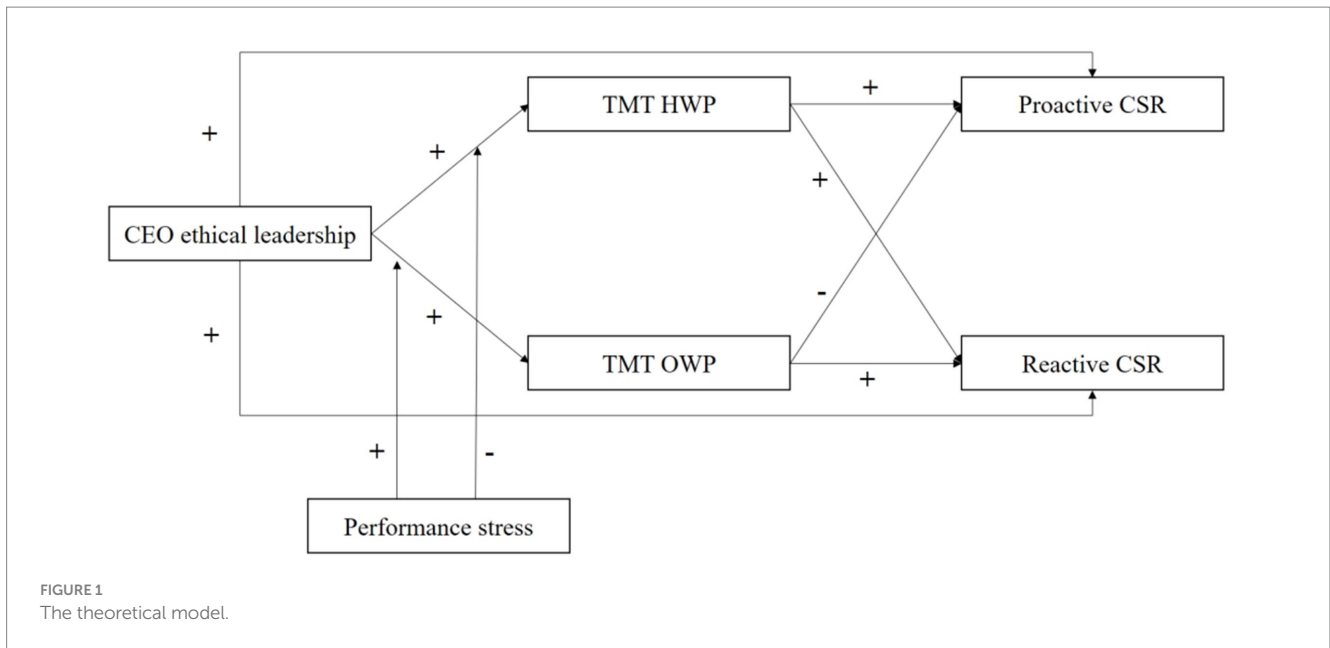 +
TMT HWP
+
Proactive CSR
+
+
CEO ethical leadership
-
+
+
TMT OWP
+
Reactive CSR
+
-
Performance stress
FIGURE 1
The theoretical model.